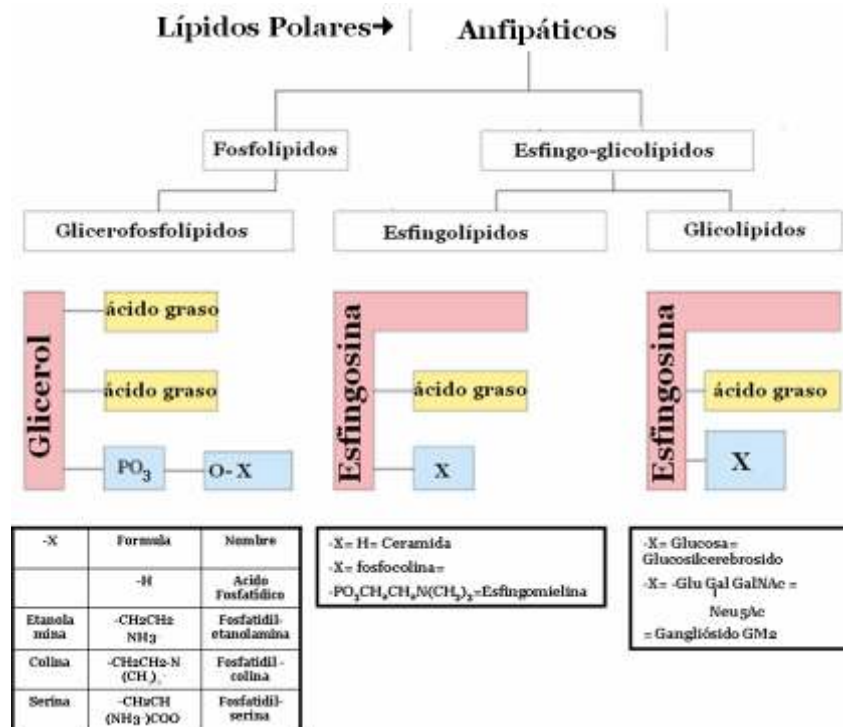 Lípidos Polares→ Anfipáticos
Fosfolípidos
Esfingo-glicolípidos
Glicerofosfolípidos
Esfingolípidos
Glicolípidos
Glicerol
ácido graso
ácido graso
PO3
O- X
Esfingosina
ácido graso
X
Esfingosina
ácido graso
X
-X Formula Nombre
-H Acido
Fosfatídico
Etanola
mina
-CH2CH2
NH3
Fosfatidil-
etanolamina
Colina
-CH2CH2-N
(CH3)
Fosfatidil-
colina
Serina
-CH2CH
(NH3 )COO
Fosfatidil-
serina
-X= H= Ceramida
-X= fosfocolina=
-PO3CH2CH2N(CH3)3=Esfingomielina
-X= Glucosa=
Glucosilcerebrosido
-X= -Glu Gal GalNAc =
Neu5Ac
= Gangliósido GM2